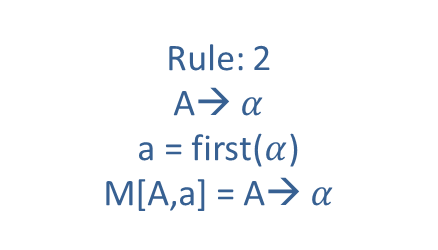 Rule: 2
A→ α
a = first(α)
M[A,a] = A→ α